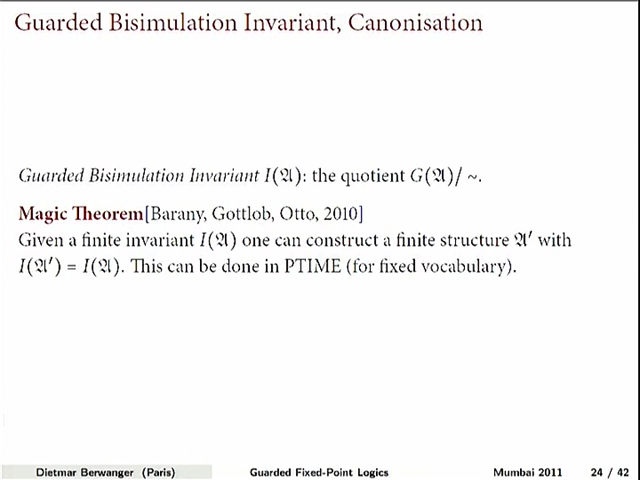 Guarded Bisimulation Invariant, Canonisation
Guarded Bisimulation Invariant I(𝔄): the quotient G(𝔄)/ ∼.
Magic Theorem[Barany, Gottlob, Otto, 2010]
Given a finite invariant I(𝔄) one can construct a finite structure 𝔄′ with
I(𝔄′) = I(𝔄). This can be done in PTIME (for fixed vocabulary).
Dietmar Berwanger (Paris) Guarded Fixed-Point Logics Mumbai 2011 24 / 42